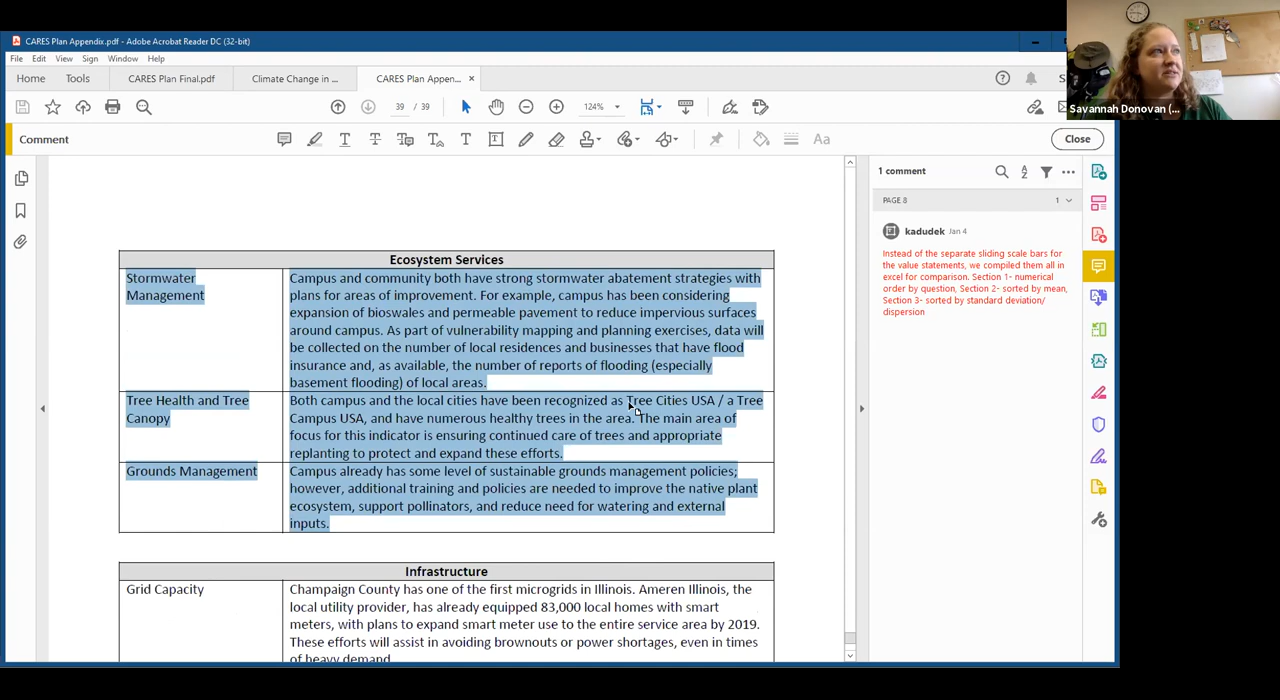 CARES Plan Appendix.pdf - Adobe Acrobat Reader DC (32-bit)
File Edit View Sign Window Help
Home Tools CARES Plan Final.pdf Climate Change in ... CARES Plan Appen... ×
39 / 39 124%
Comment Close
Savannah Donovan (...
1 comment
PAGE 8 1
kadudek Jan 4
Instead of the separate sliding scale bars for
the value statements, we compiled them all in
excel for comparison. Section 1- numerical
order by question, Section 2- sorted by mean,
Section 3- sorted by standard deviation/
dispersion
Ecosystem Services
Stormwater
Management
Campus and community both have strong stormwater abatement strategies with
plans for areas of improvement. For example, campus has been considering
expansion of bioswales and permeable pavement to reduce impervious surfaces
around campus. As part of vulnerability mapping and planning exercises, data will
be collected on the number of local residences and businesses that have flood
insurance and, as available, the number of reports of flooding (especially
basement flooding) of local areas.
Tree Health and Tree
Canopy
Both campus and the local cities have been recognized as Tree Cities USA / a Tree
Campus USA, and have numerous healthy trees in the area. The main area of
focus for this indicator is ensuring continued care of trees and appropriate
replanting to protect and expand these efforts.
Grounds Management
Campus already has some level of sustainable grounds management policies;
however, additional training and policies are needed to improve the native plant
ecosystem, support pollinators, and reduce need for watering and external
inputs.
Infrastructure
Grid Capacity
Champaign County has one of the first microgrids in Illinois. Ameren Illinois, the
local utility provider, has already equipped 83,000 local homes with smart
meters, with plans to expand smart meter use to the entire service area by 2019.
These efforts will assist in avoiding brownouts or power shortages, even in times
of heavy demand.